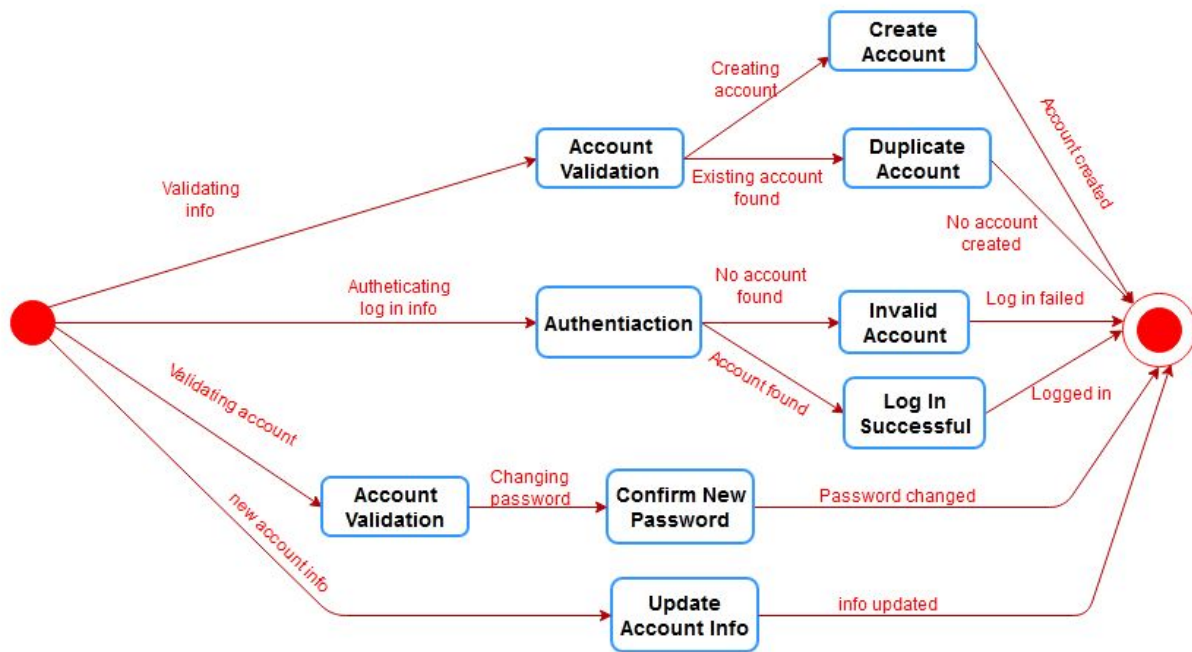 Create
Account
Creating
account
Account created
Account
Validation
Duplicate
Account
Existing account
found
Validating
info
No account
created
Autheticating
log in info
No account
found
Log in failed
Authentiaction
Invalid
Account
Account found
Logged in
Validating account
Log In
Successful
Changing
password
Account
Validation
Confirm New
Password
Password changed
new account info
Update
Account Info
info updated